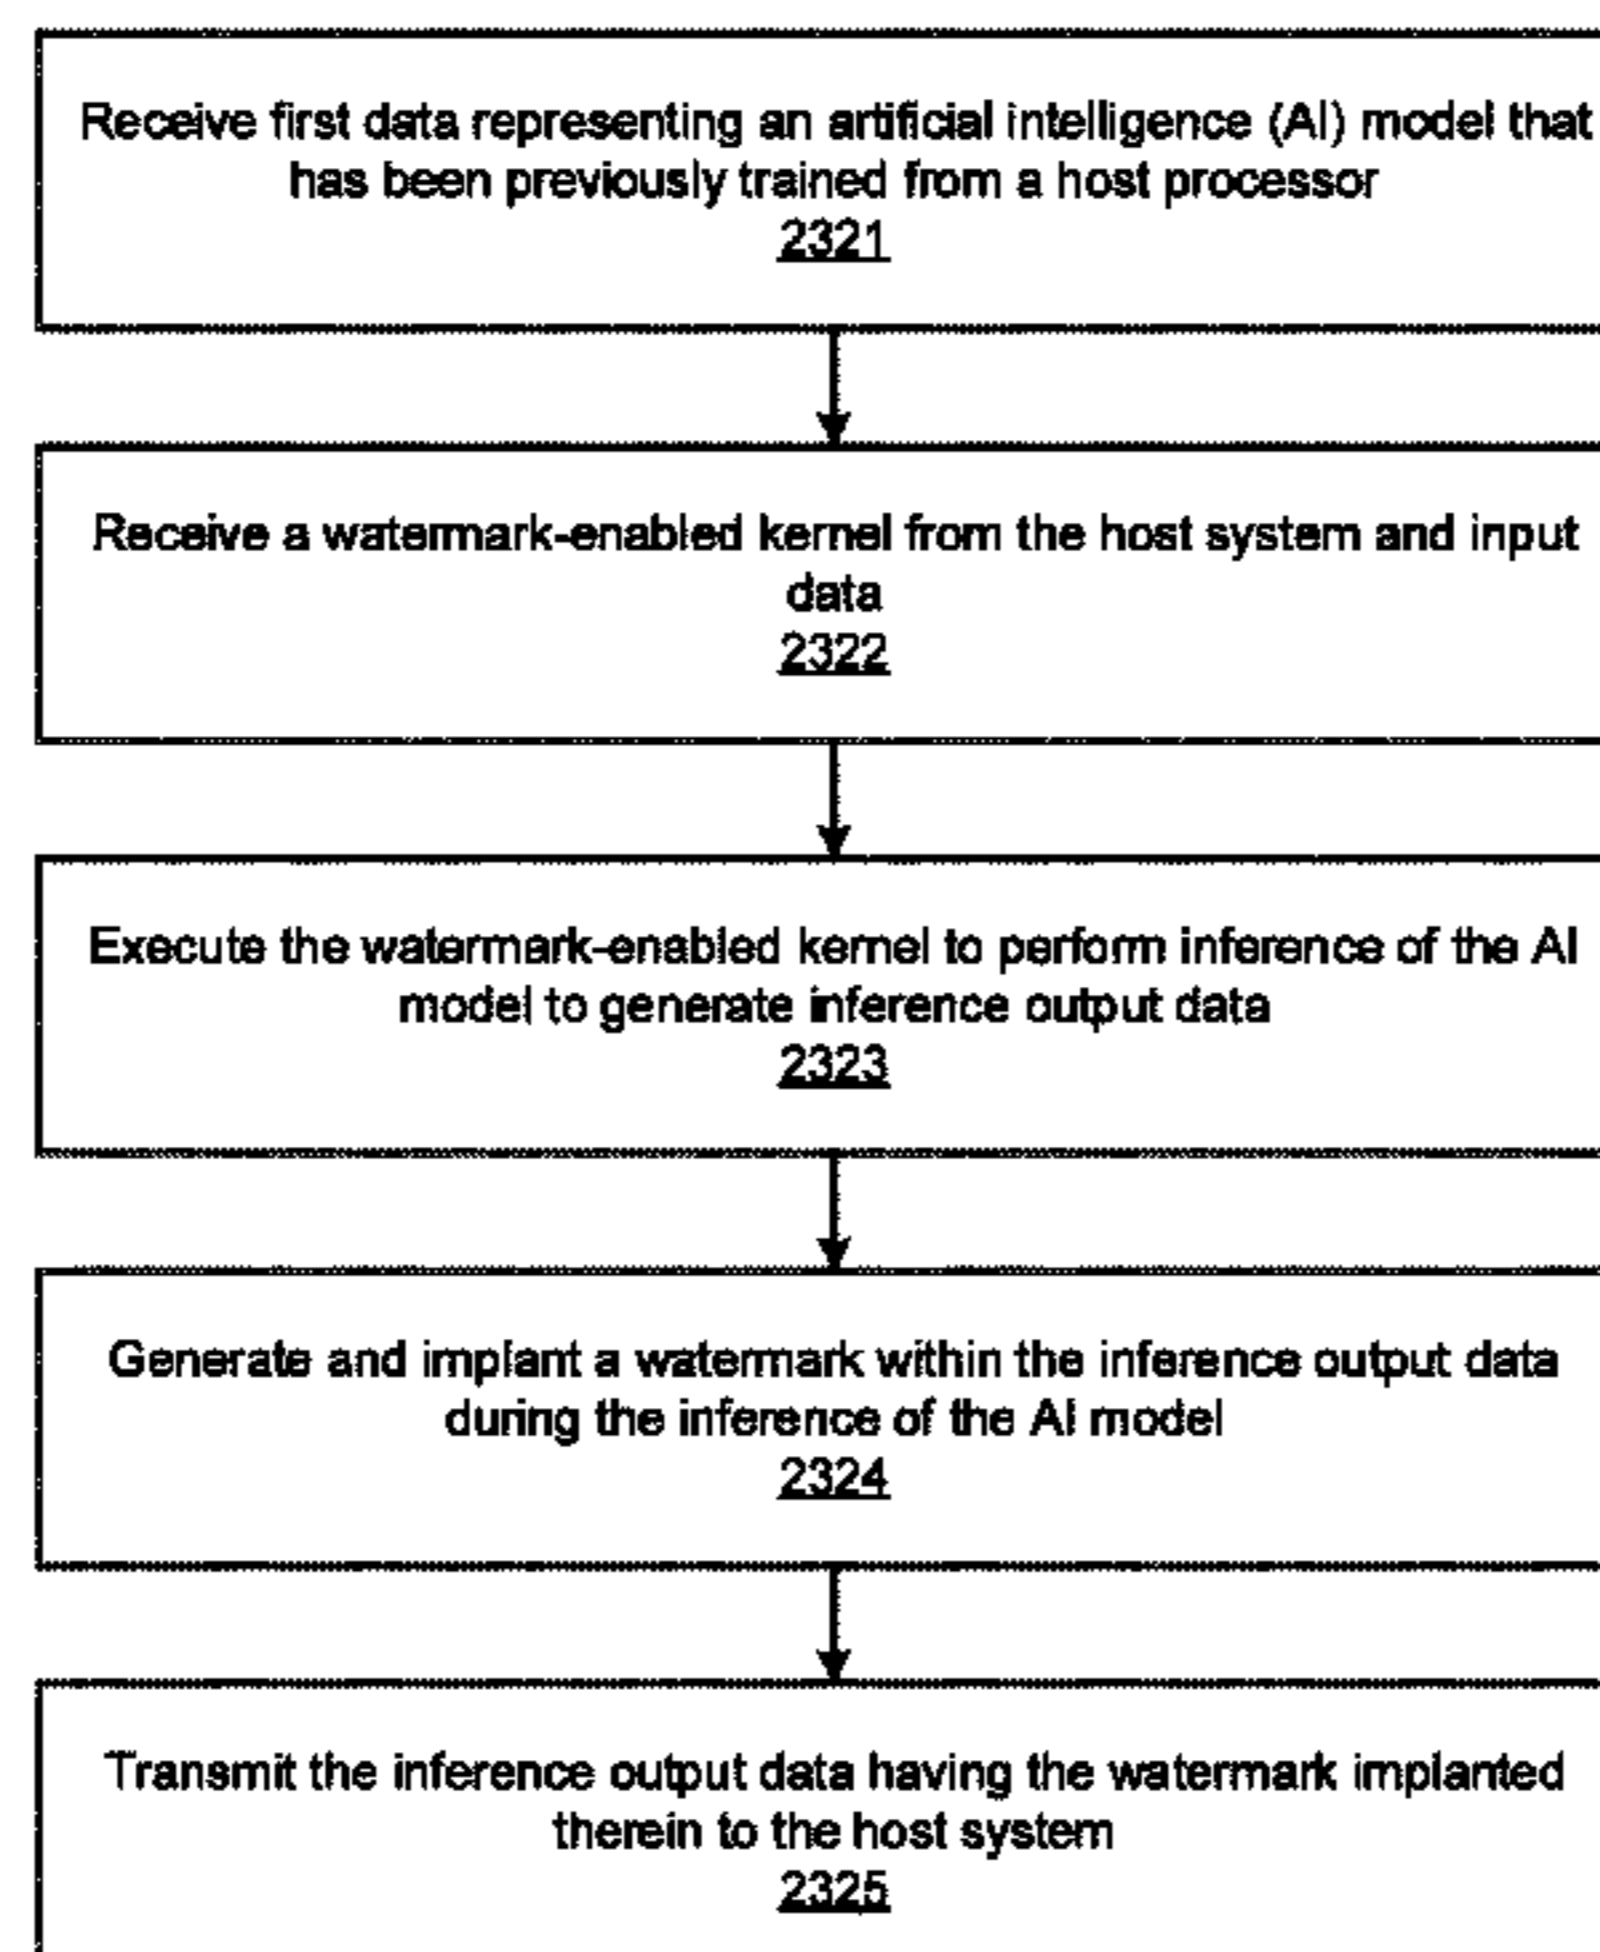 Receive first data representing an artificial intelligence (AI) model that
has been previously trained from a host processor
2321
Receive a watermark-enabled kernel from the host system and input
data
2322
Execute the watermark-enabled kernel to perform inference of the AI
model to generate inference output data
2323
Generate and implant a watermark within the inference output data
during the inference of the AI model
2324
Transmit the inference output data having the watermark implanted
therein to the host system
2325